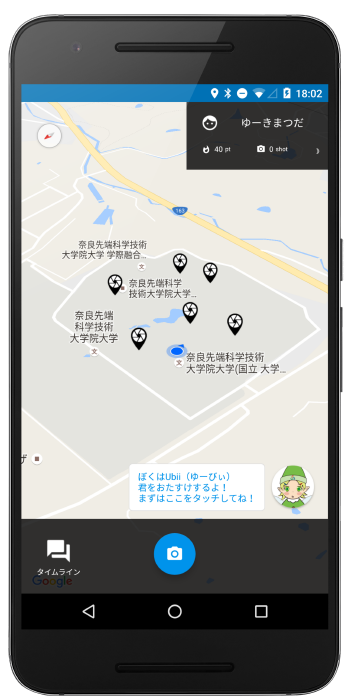 18:02
ゆーきまつだ
40 pt
0 shot
163
奈良先端科学技術
大学院大学 学際融合...
文
奈良先端科学
技術大学院大学...
奈良先端
科学技術
大学院大学
文
奈良先端科学技術
大学院大学(国立 大学...
文
ザ
ぼくはUbii（ゆーびぃ）
君をおたすけするよ！
まずはここをタッチしてね！
タイムライン
Google